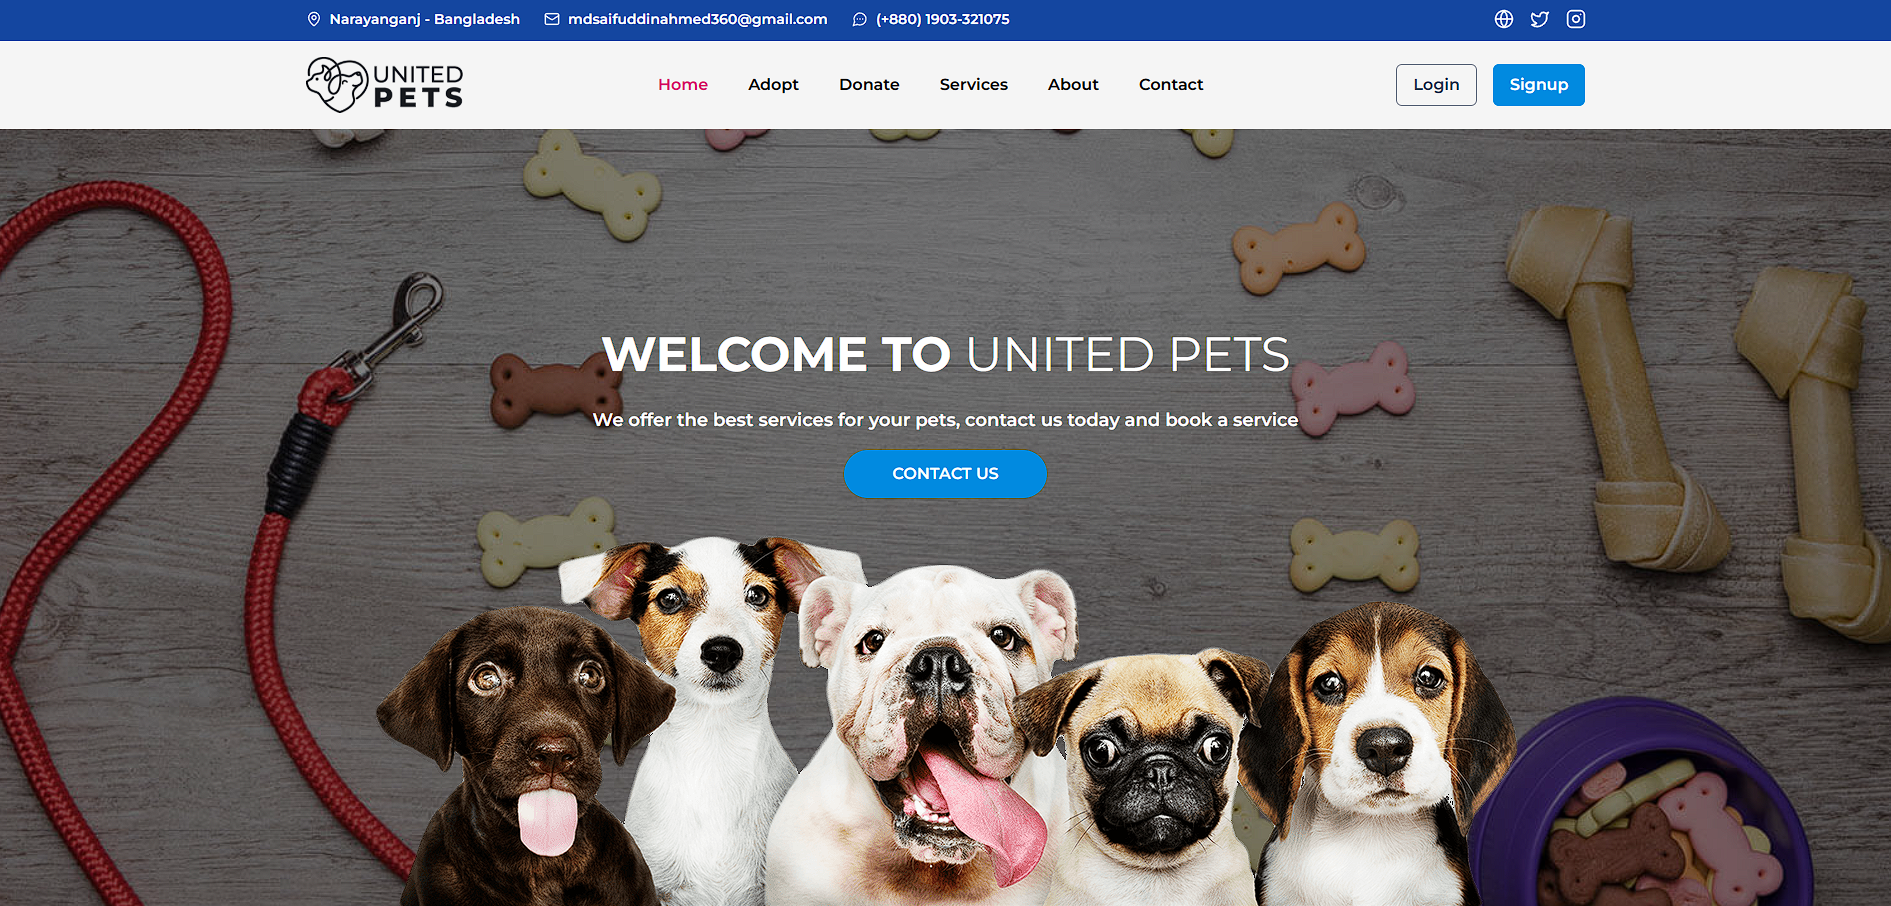 Narayanganj - Bangladesh mdsaifuddinahmed360@gmail.com (+880) 1903-321075
UNITED
PETS
Home Adopt Donate Services About Contact Login Signup
WELCOME TO UNITED PETS
We offer the best services for your pets, contact us today and book a service
CONTACT US